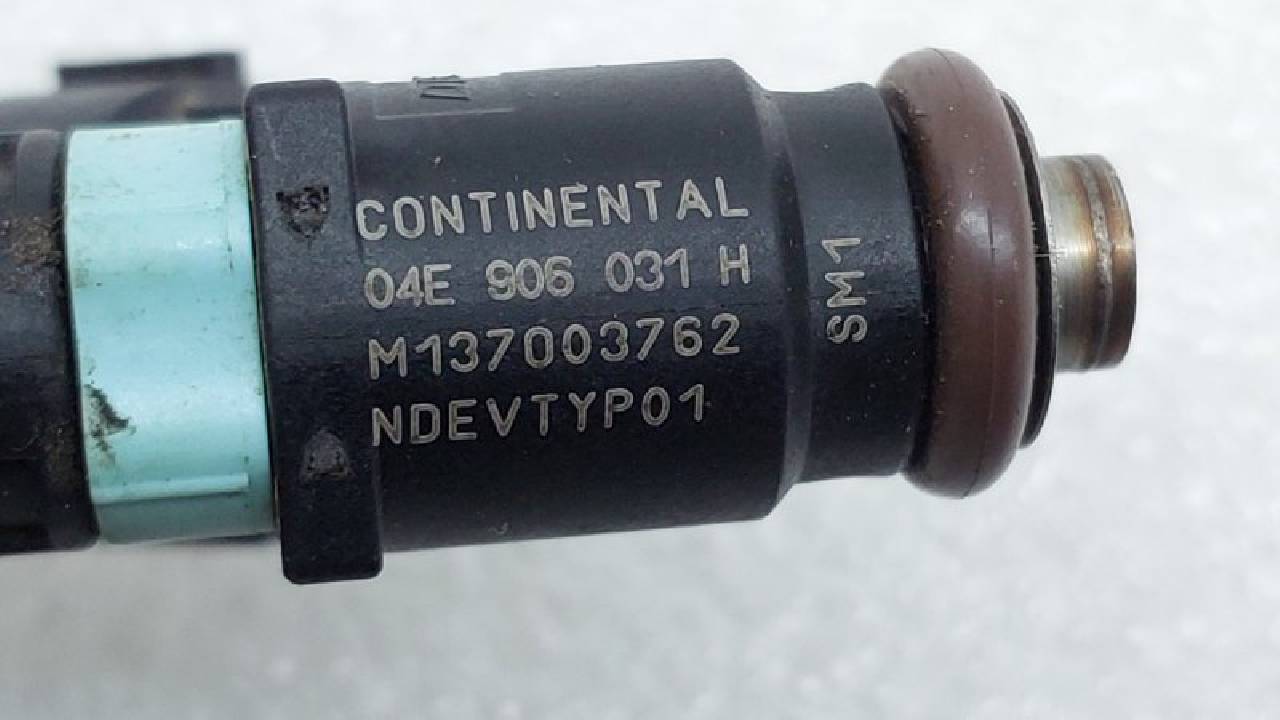 CONTINENTAL
04E 906 031 H
M137003762
NDEVTYP01
SM1